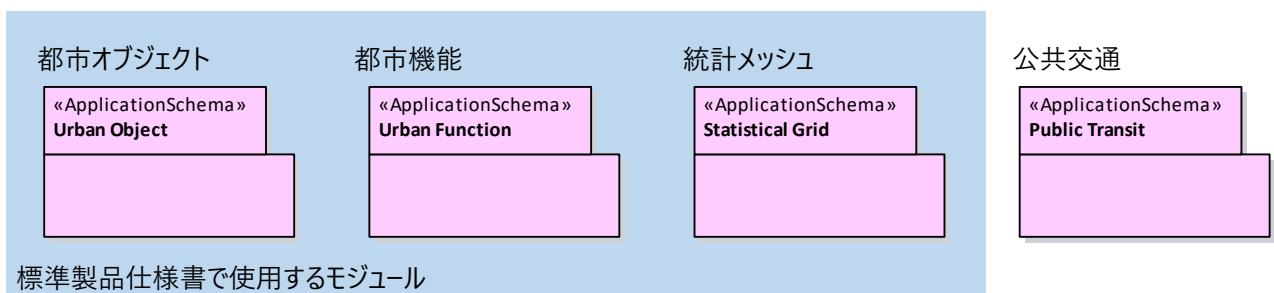 都市オブジェクト
«ApplicationSchema»
Urban Object
都市機能
«ApplicationSchema»
Urban Function
統計メッシュ
«ApplicationSchema»
Statistical Grid
公共交通
«ApplicationSchema»
Public Transit
標準製品仕様書で使用するモジュール